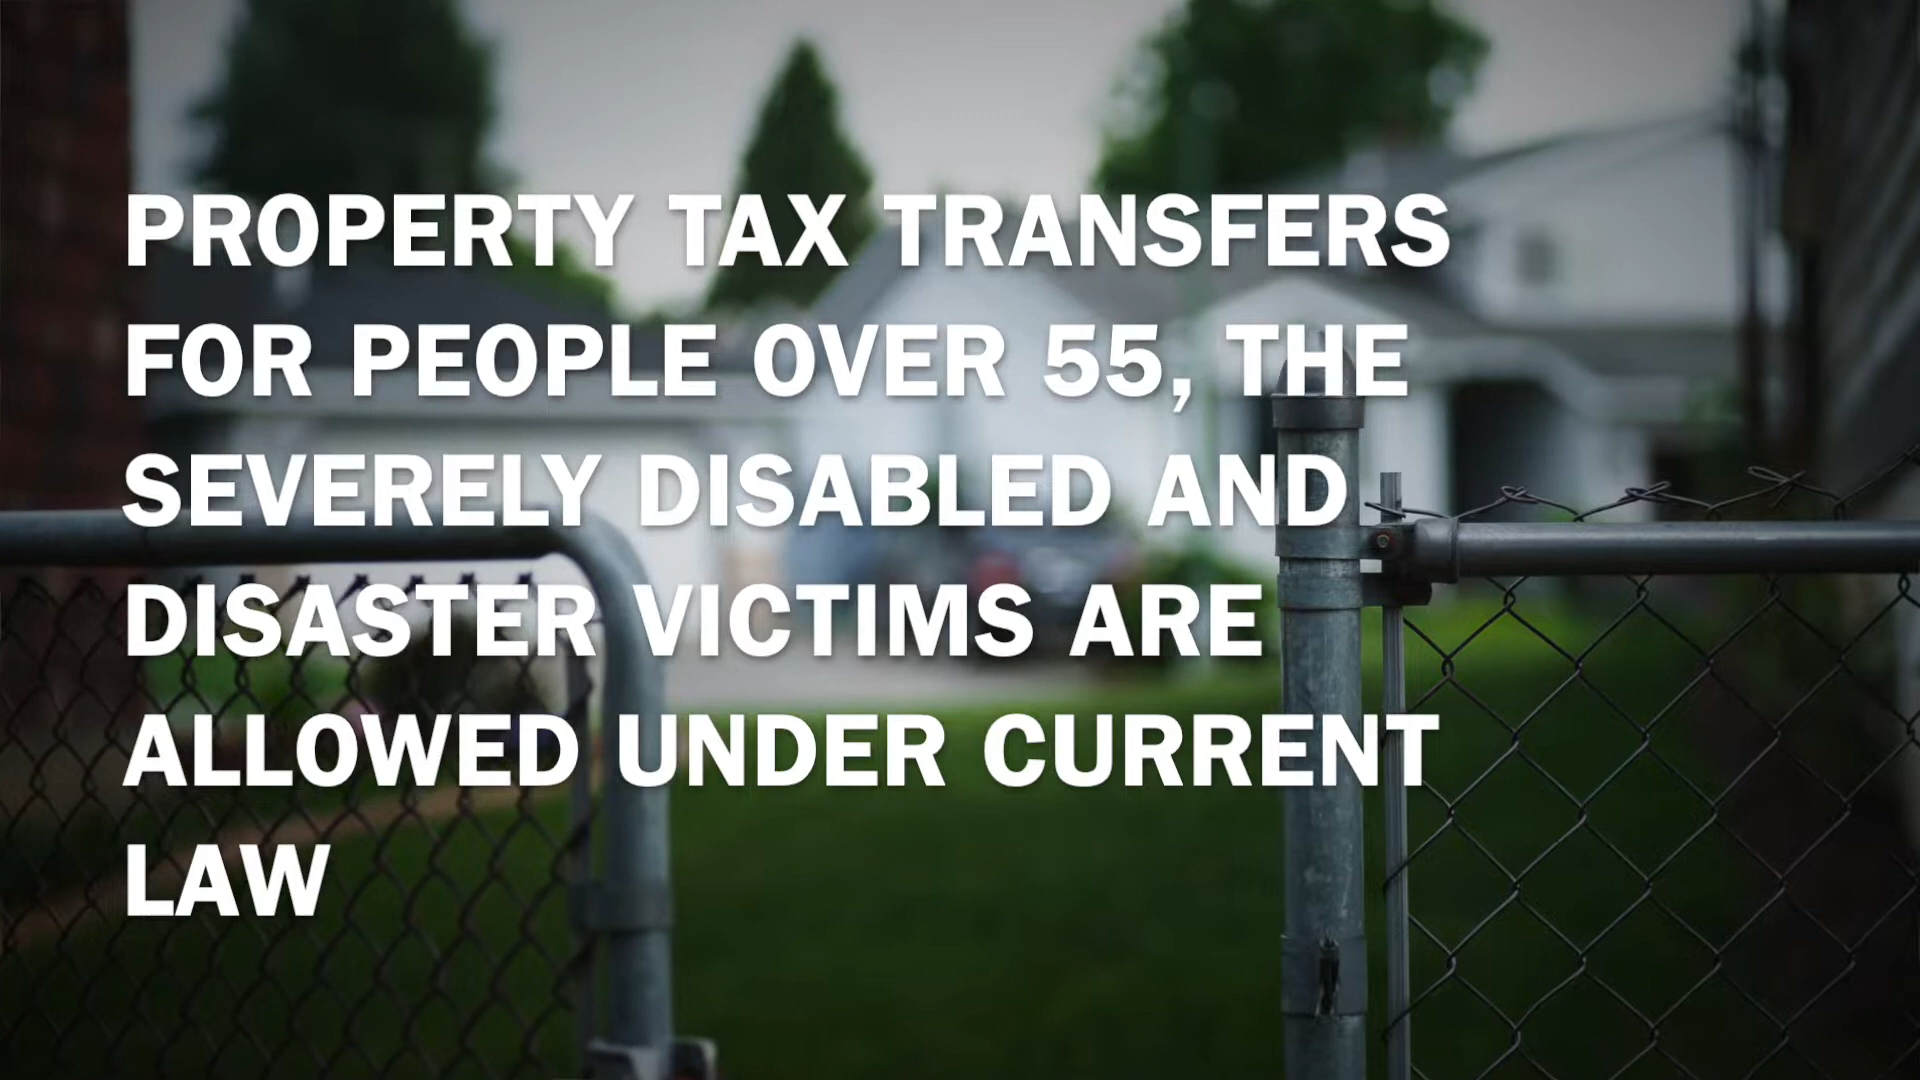 PROPERTY TAX TRANSFERS
FOR PEOPLE OVER 55, THE
SEVERELY DISABLED AND
DISASTER VICTIMS ARE
ALLOWED UNDER CURRENT
LAW